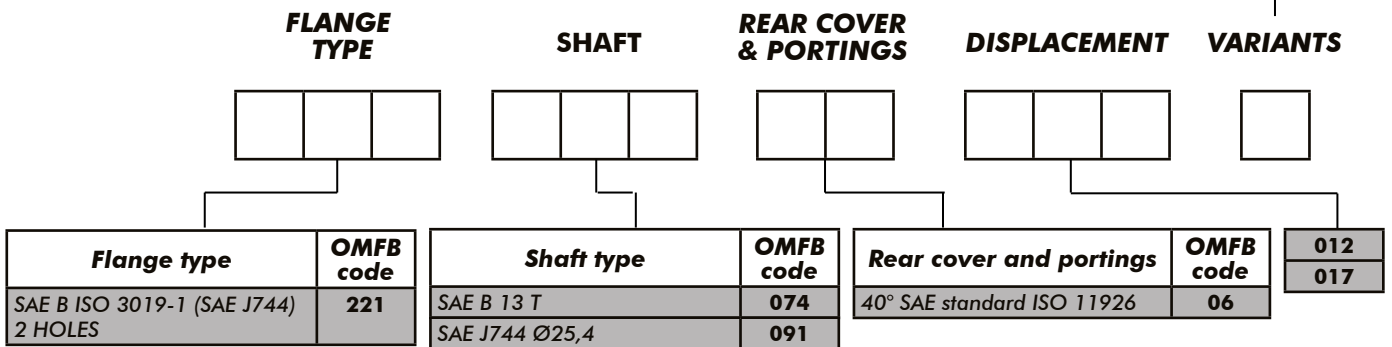 FLANGE
TYPE
SHAFT
REAR COVER
& PORTINGS
DISPLACEMENT
VARIANTS
Flange type
OMFB
code
SAE B ISO 3019-1 (SAE J744)
2 HOLES
221
Shaft type
OMFB
code
SAE B 13 T
074
SAE J744 Ø25,4
091
Rear cover and portings
OMFB
code
40° SAE standard ISO 11926
06
012
017